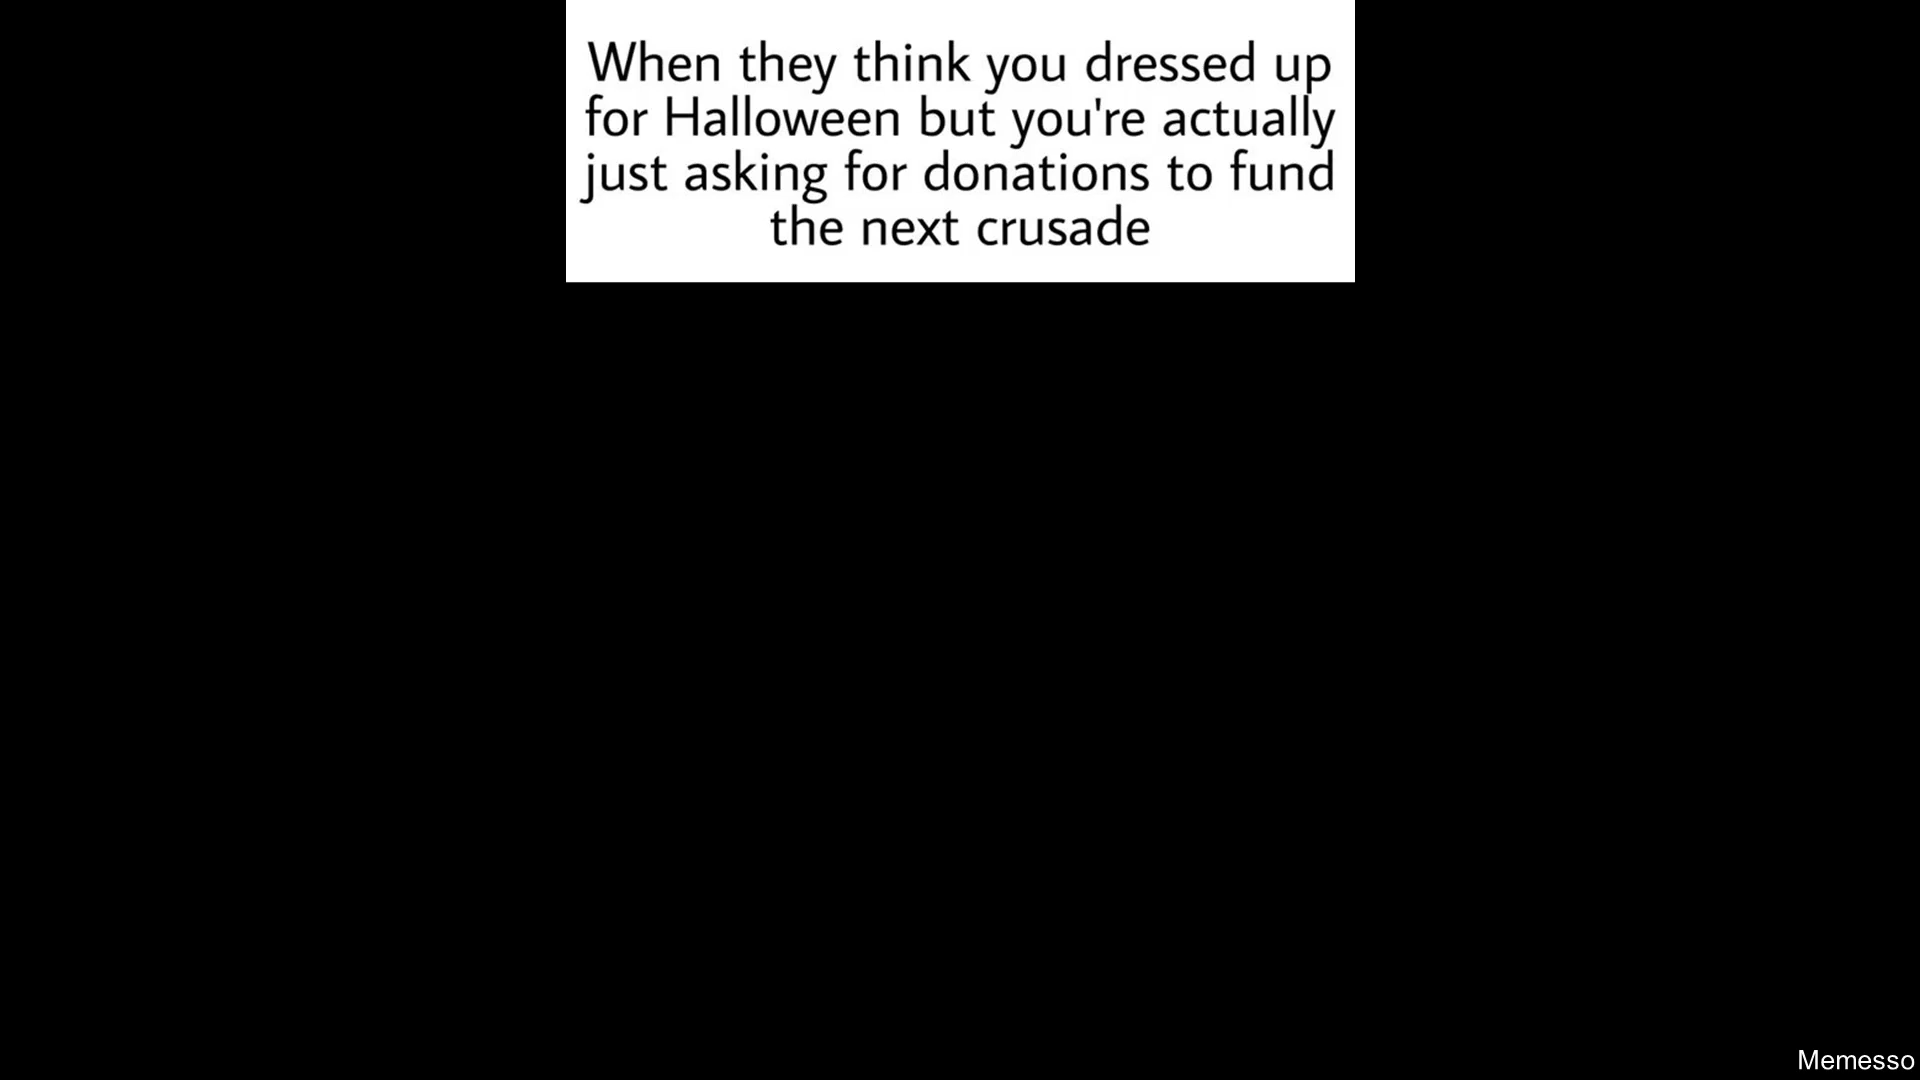 When they think you dressed up
for Halloween but you're actually
just asking for donations to fund
the next crusade
Memesso